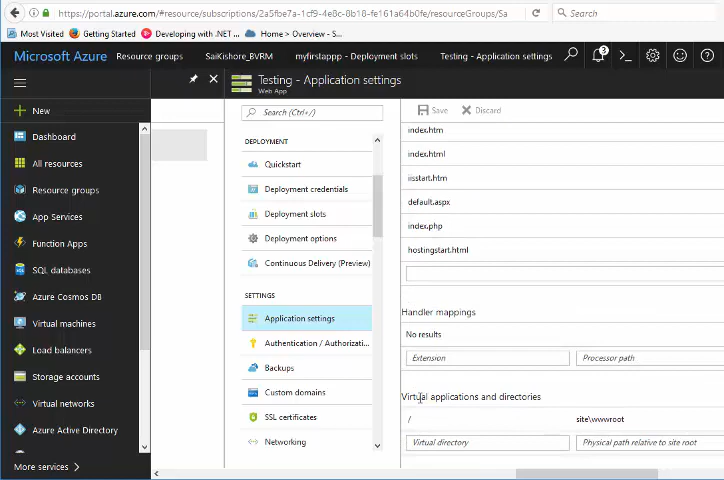 https://portal.azure.com/#resource/subscriptions/2a5fbe7a-1cf9-4e8c-8b18-fe161a64b0fe/resourceGroups/Sa
Search
Most Visited
Getting Started
Developing with .NET ...
Home > Overview - S...
Microsoft Azure
Resource groups
SaiKishore_BVRM
myfirstappp - Deployment slots
Testing - Application settings
3
Testing - Application settings
Web App
New
Dashboard
All resources
Resource groups
App Services
Function Apps
SQL databases
Azure Cosmos DB
Virtual machines
Load balancers
Storage accounts
Virtual networks
Azure Active Directory
More services
Search (Ctrl+/)
DEPLOYMENT
Quickstart
Deployment credentials
Deployment slots
Deployment options
Continuous Delivery (Preview)
SETTINGS
Application settings
Authentication / Authorizati...
Backups
Custom domains
SSL certificates
Networking
Save
Discard
index.htm
index.html
iisstart.htm
default.aspx
index.php
hostingstart.html
Handler mappings
No results
Extension
Processor path
Virtual applications and directories
/
site\wwwroot
Virtual directory
Physical path relative to site root